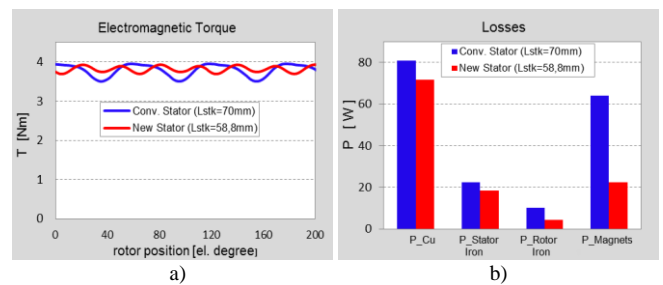 Electromagnetic Torque
4
3
2
1
0
T [Nm]
Conv. Stator (Lstk=70mm)
New Stator (Lstk=58,8mm)
0 40 80 120 160 200
rotor position [el. degree]
a)
Losses
80
60
40
20
0
P [W]
Conv. Stator (Lstk=70mm)
New Stator (Lstk=58,8mm)
P_Cu P_Stator P_Rotor P_Magnets
Iron Iron
b)